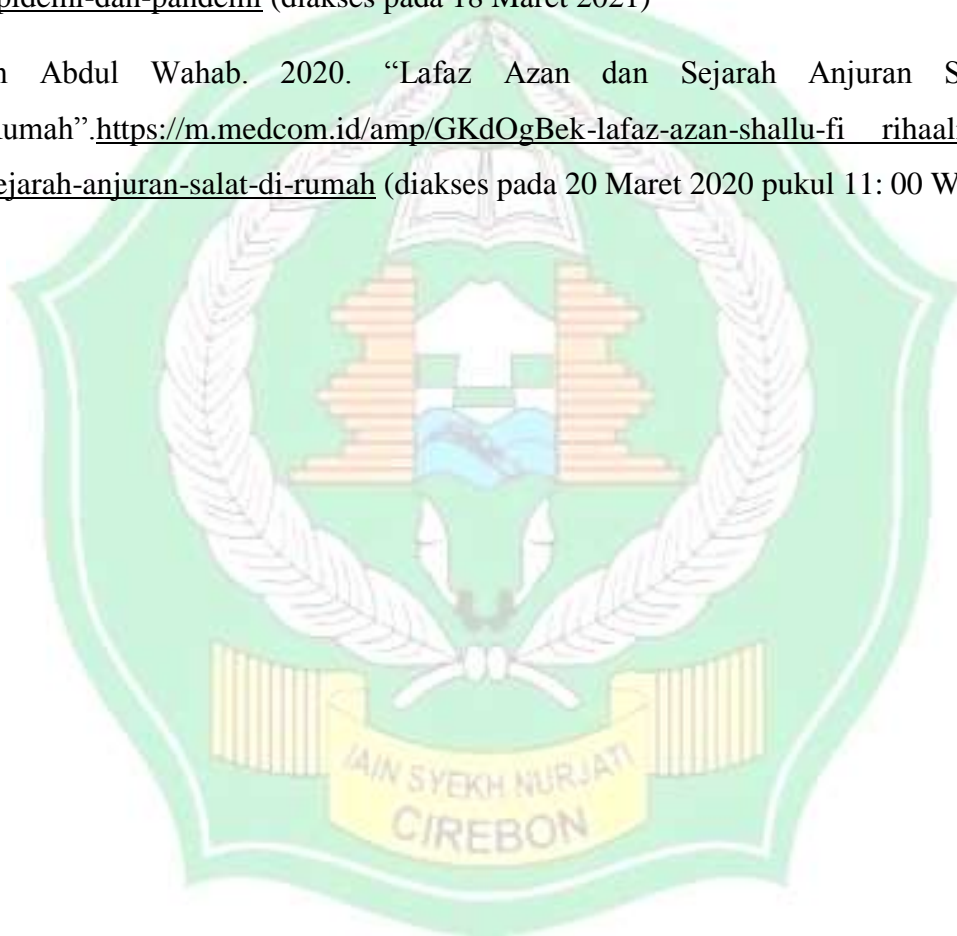 pidemi-dan-pandemi (diakses pada 18 Maret 2021)
Abdul Wahab. 2020. “Lafaz Azan dan Sejarah Anjuran S
umah”.https://m.medcom.id/amp/GKdOgBek-lafaz-azan-shallu-fi rihaal
ejarah-anjuran-salat-di-rumah (diakses pada 20 Maret 2020 pukul 11: 00 W
IAIN SYEKH NURJATI
CIREBON